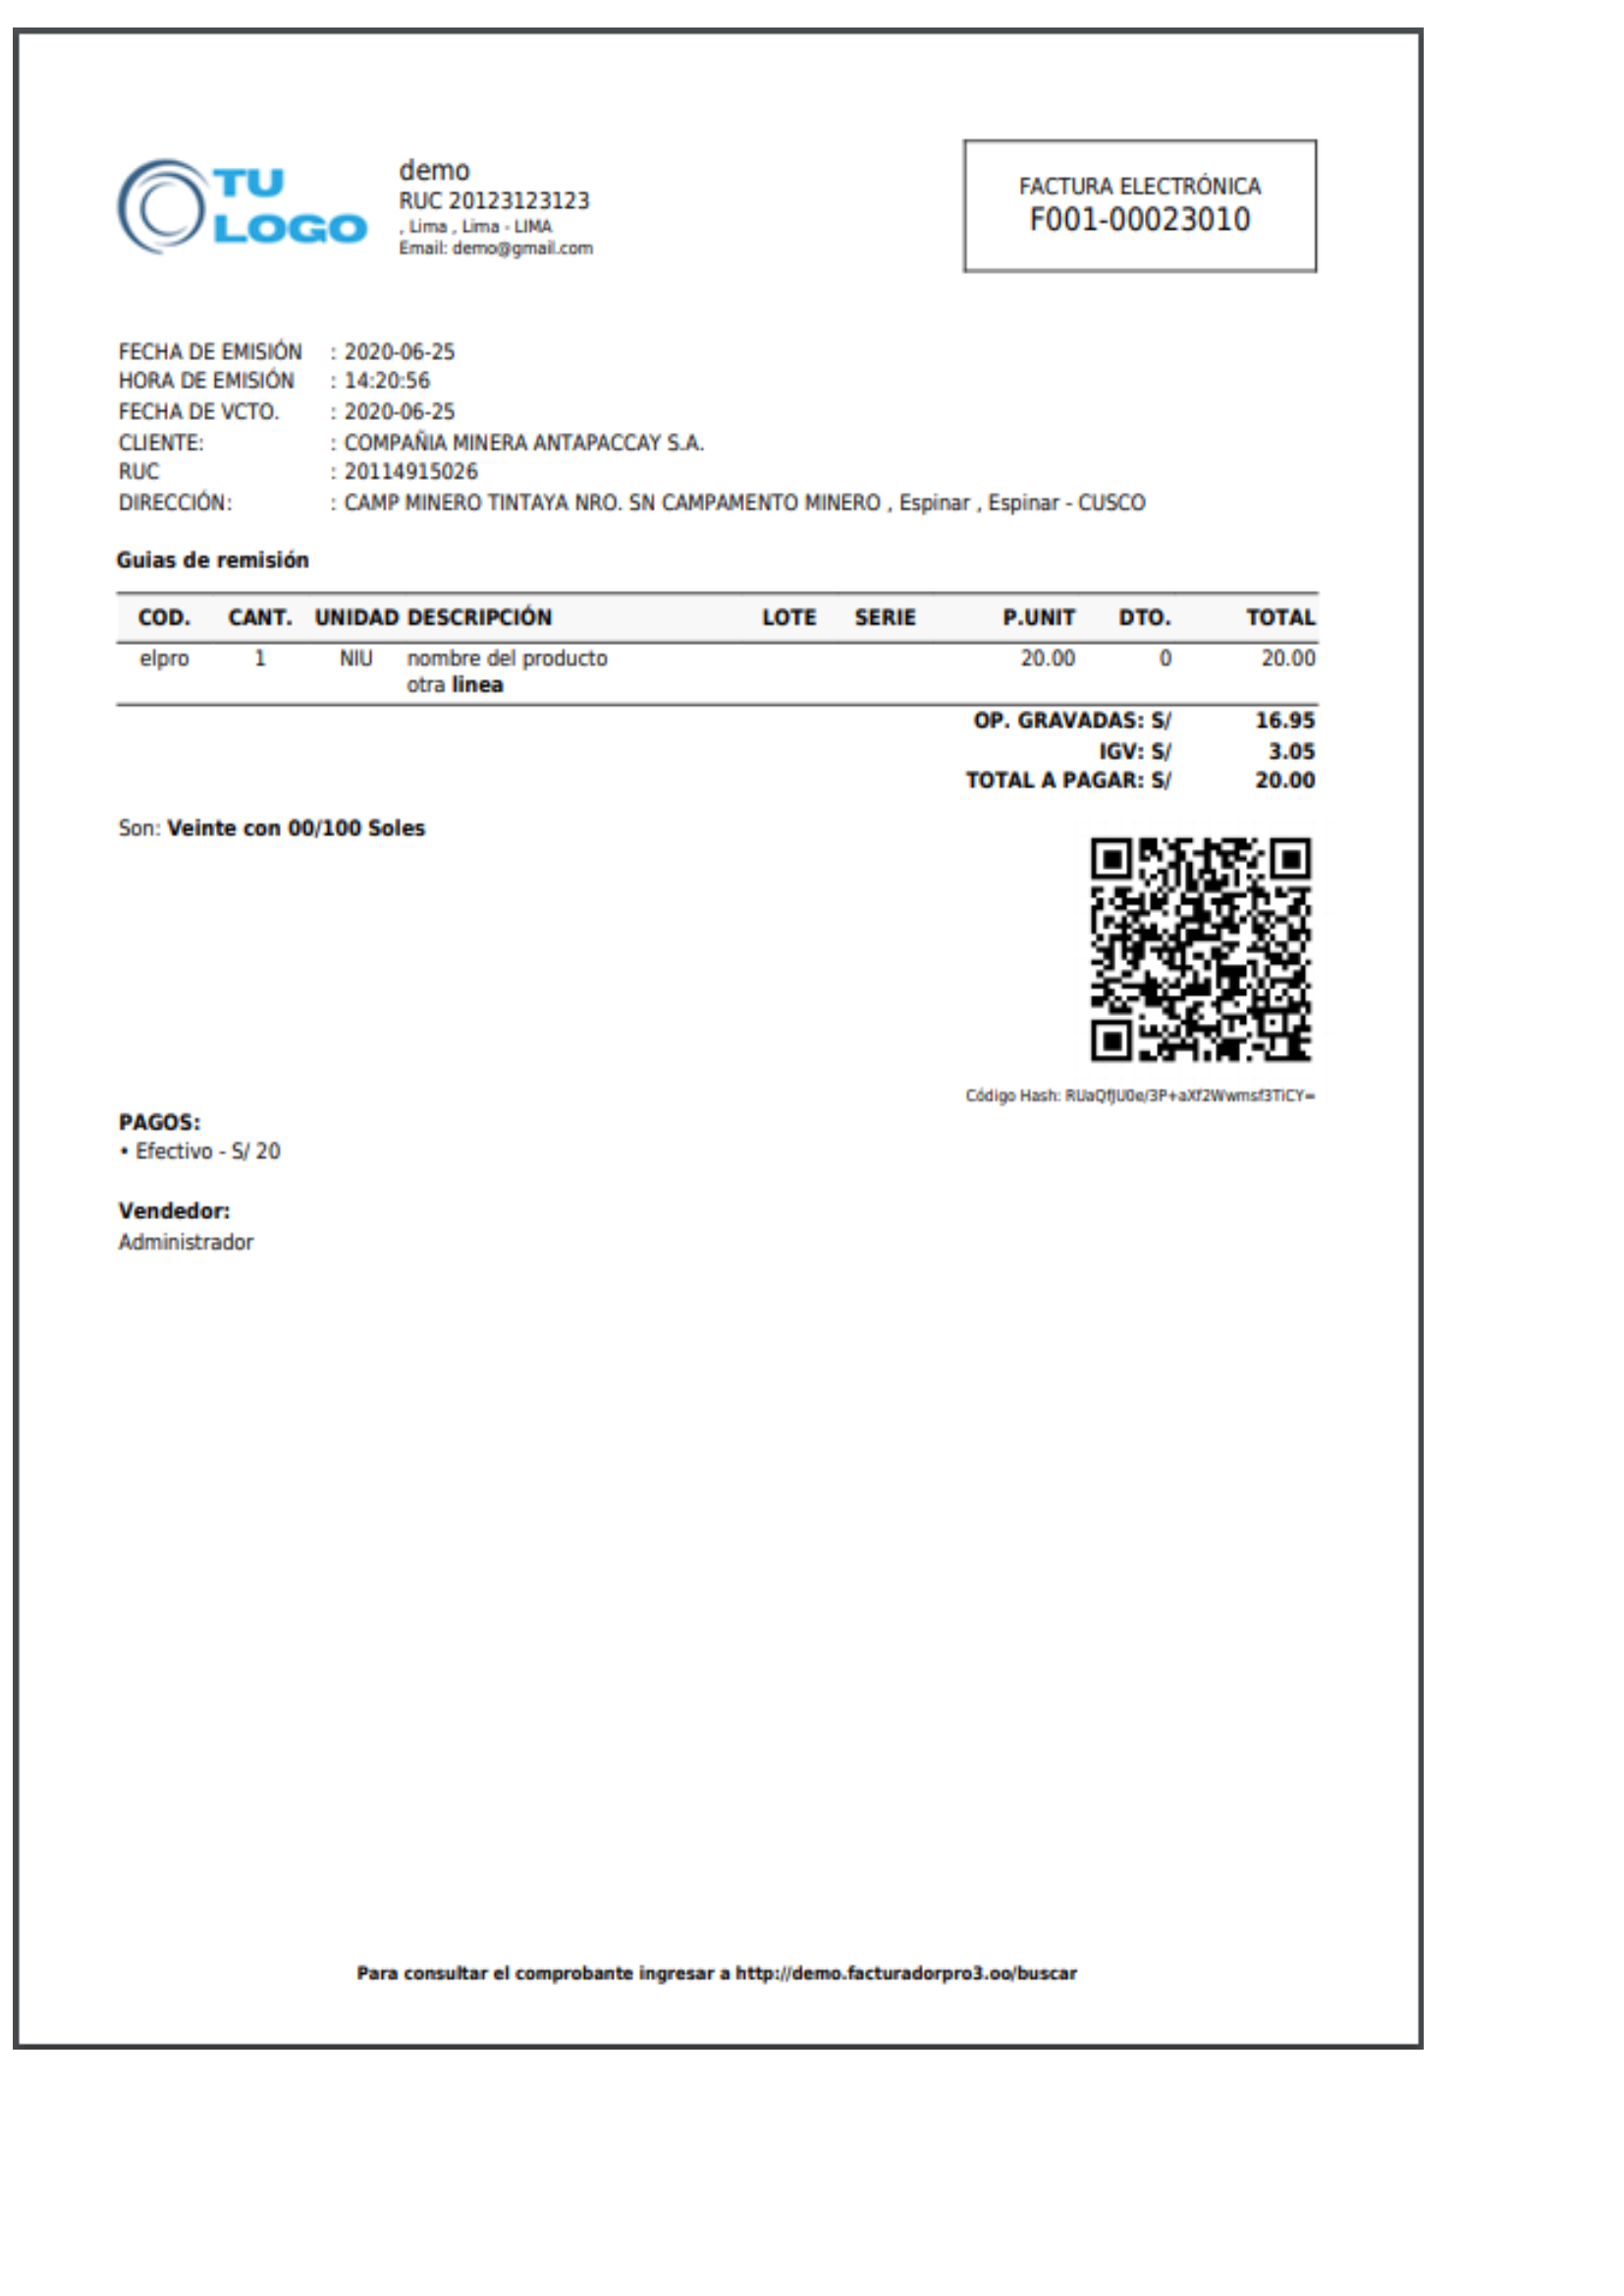 TU
LOGO
demo
RUC 20123123123
, Lima , Lima - LIMA
Email: demo@gmail.com
FACTURA ELECTRÓNICA
F001-00023010
FECHA DE EMISIÓN : 2020-06-25
HORA DE EMISIÓN : 14:20:56
FECHA DE VCTO. : 2020-06-25
CLIENTE: : COMPAÑIA MINERA ANTAPACCAY S.A.
RUC : 20114915026
DIRECCIÓN: : CAMP MINERO TINTAYA NRO. SN CAMPAMENTO MINERO , Espinar , Espinar - CUSCO
Guias de remisión
COD. CANT. UNIDAD DESCRIPCIÓN LOTE SERIE P.UNIT DTO. TOTAL
elpro 1 NIU nombre del producto 20.00 0 20.00
otra linea
OP. GRAVADAS: S/ 16.95
IGV: S/ 3.05
TOTAL A PAGAR: S/ 20.00
Son: Veinte con 00/100 Soles
Código Hash:
PAGOS:
• Efectivo - S/ 20
Vendedor:
Administrador
Para consultar el comprobante ingresar a http://demo.facturadorpro3.oo/buscar